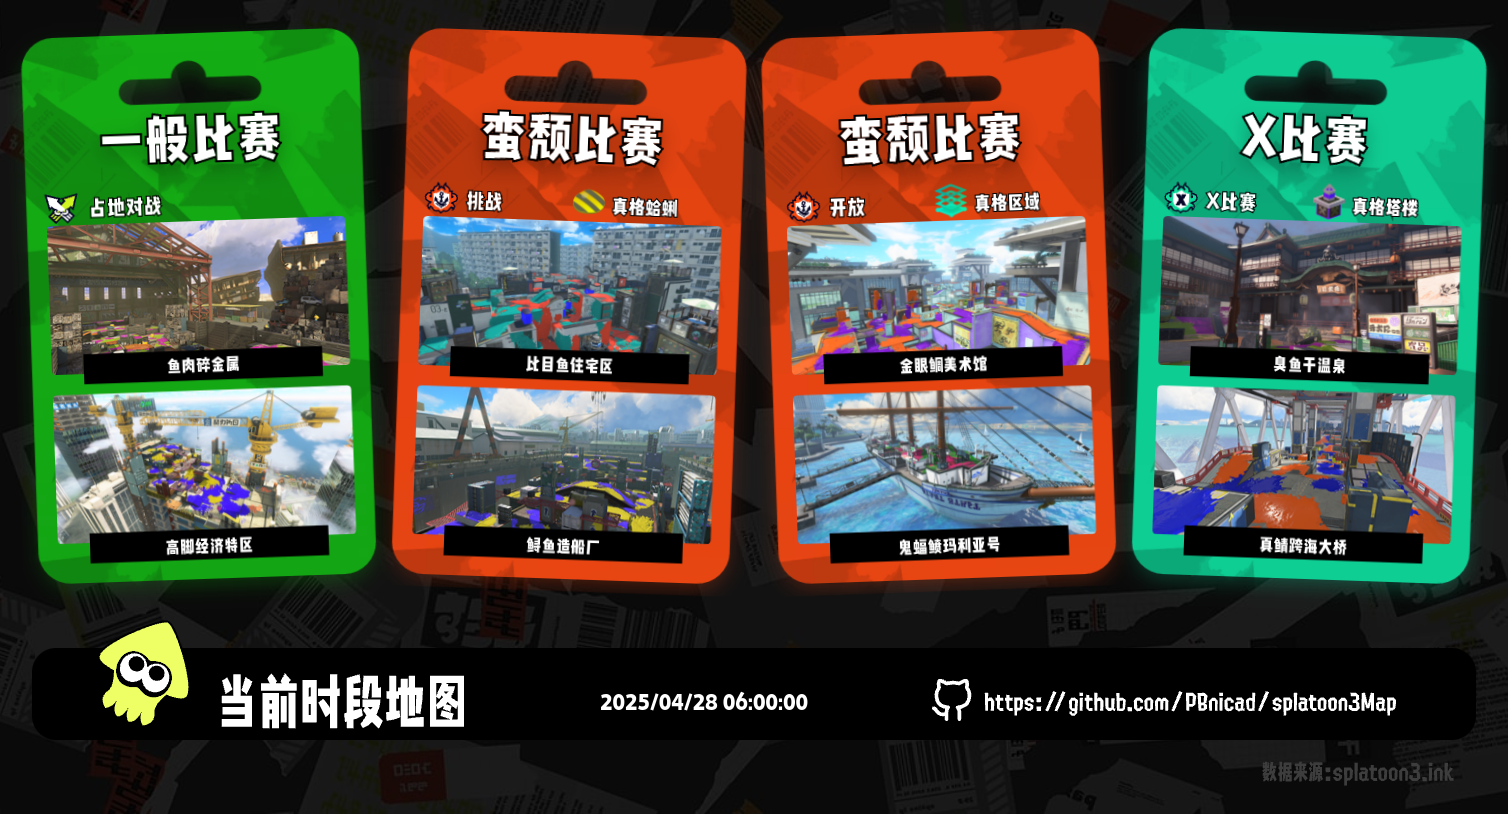 一般比赛
占地对战
鱼肉碎金属
高脚经济特区
蛮颓比赛
挑战
真格蛤蜊
比目鱼住宅区
鲟鱼造船厂
蛮颓比赛
开放
真格区域
金眼鲷美术馆
鬼蝠鲼玛利亚号
X比赛
X比赛
真格塔楼
臭鱼干温泉
真鲭跨海大桥
当前时段地图
2025/04/28 06:00:00
https://github.com/PBnicad/splatoon3Map
数据来源:splatoon3.ink